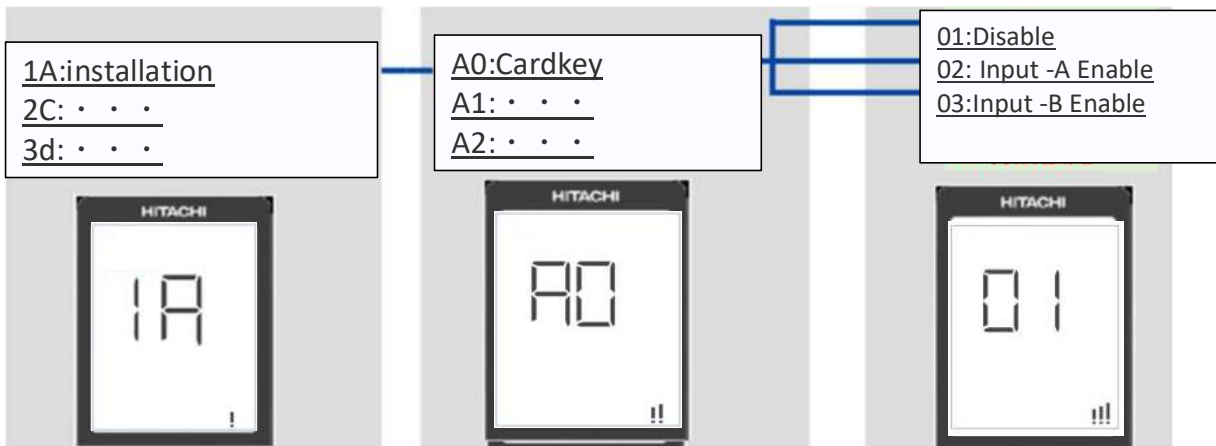 1A:installation
2C: ・ ・ ・
3d: ・ ・ ・
A0:Cardkey
A1: ・ ・ ・
A2: ・ ・ ・
01:Disable
02: Input -A Enable
03:Input -B Enable
HITACHI
1A
!
HITACHI
A0
!!
HITACHI
01
!!!